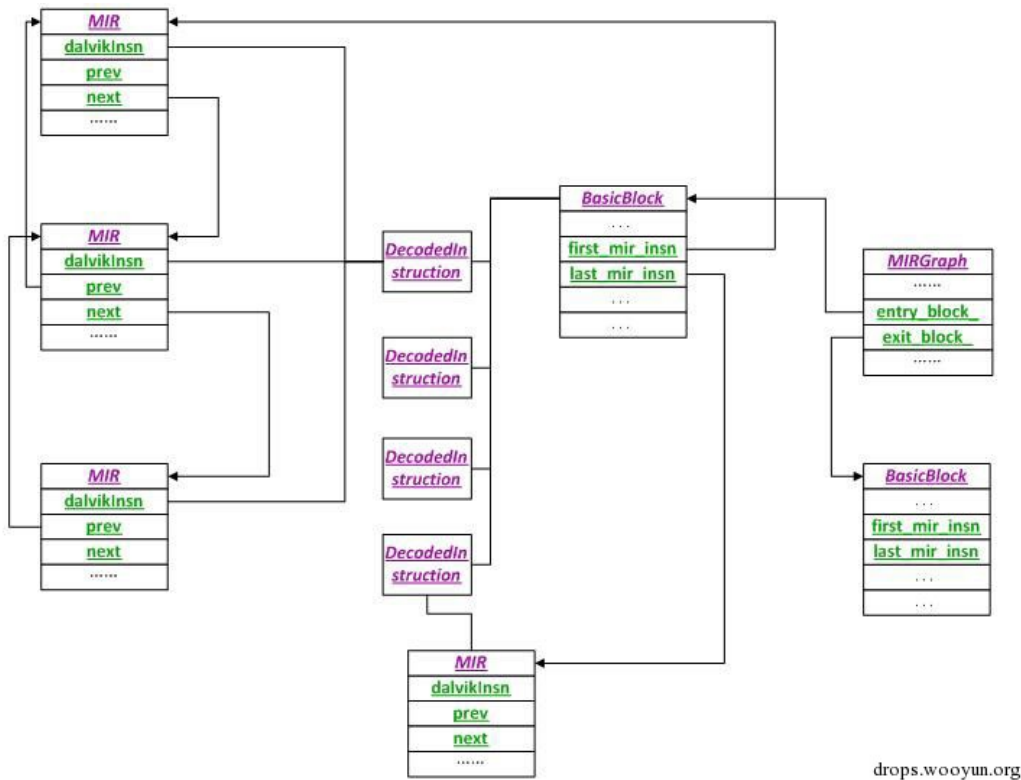 MIR
dalvikInsn
prev
next
......
MIR
dalvikInsn
prev
next
......
MIR
dalvikInsn
prev
next
......
DecodedIn
struction
DecodedIn
struction
DecodedIn
struction
DecodedIn
struction
MIR
dalvikInsn
prev
next
......
BasicBlock
...
first_mir_insn
last_mir_insn
...
...
MIRGraph
......
entry_block_
exit_block_
......
BasicBlock
...
first_mir_insn
last_mir_insn
...
...
drops.wooyun.org